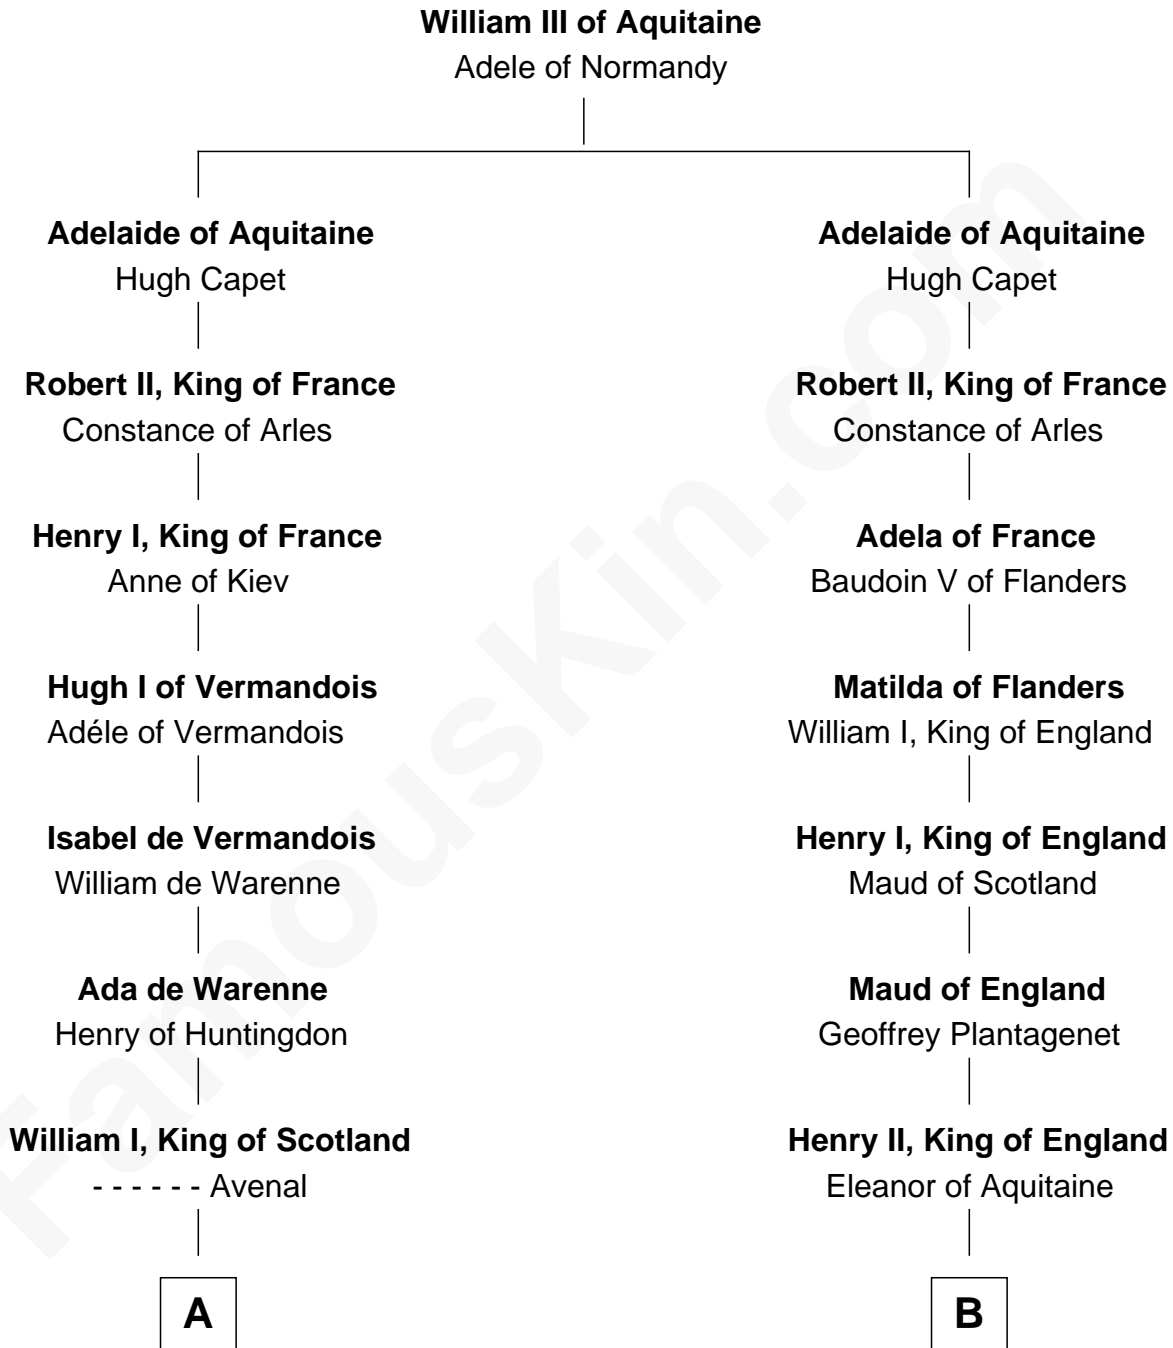 William III of Aquitaine
Adele of Normandy
Adelaide of Aquitaine
Hugh Capet
Robert II, King of France
Constance of Arles
Henry I, King of France
Anne of Kiev
Hugh I of Vermandois
Adéle of Vermandois
Isabel de Vermandois
William de Warenne
Ada de Warenne
Henry of Huntingdon
William I, King of Scotland
- - - - - - Avenal
A
Adelaide of Aquitaine
Hugh Capet
Robert II, King of France
Constance of Arles
Adela of France
Baudoin V of Flanders
Matilda of Flanders
William I, King of England
Henry I, King of England
Maud of Scotland
Maud of England
Geoffrey Plantagenet
Henry II, King of England
Eleanor of Aquitaine
B
FamousKin.com